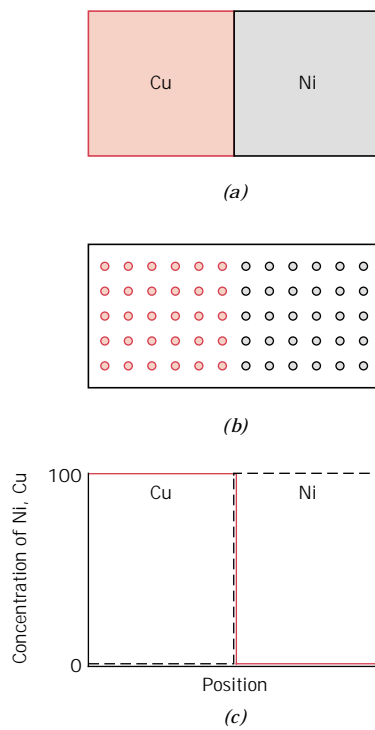 Cu Ni
(a)
(b)
Concentration of Ni, Cu
100
Cu Ni
0
Position
(c)